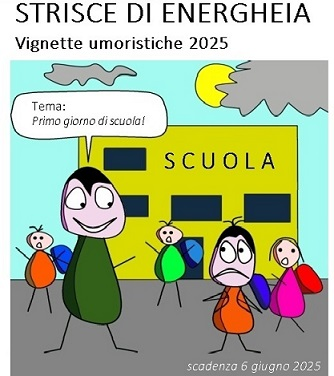 STRISCE DI ENERGHEIA
Vignette umoristiche 2025
Tema:
Primo giorno di scuola!
SCUOLA
scadenza 6 giugno 2025